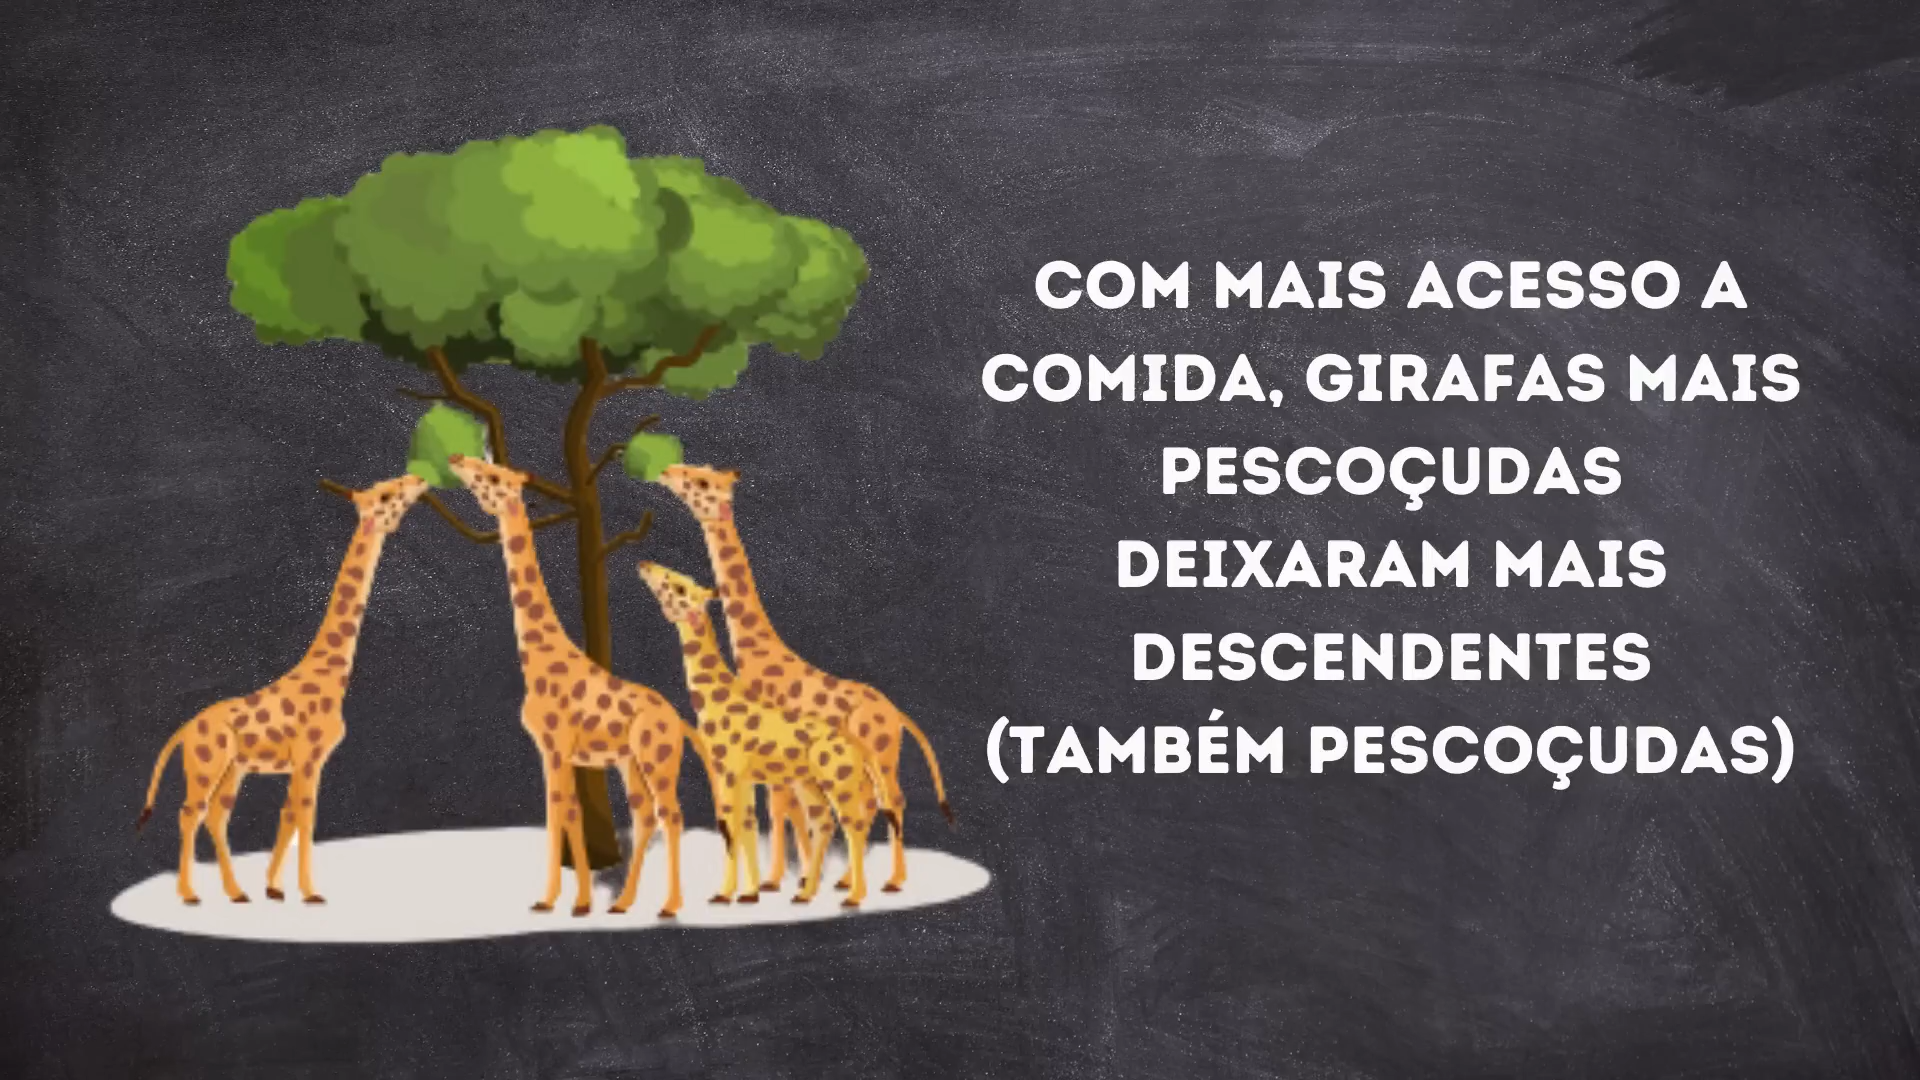 COM MAIS ACESSO A
COMIDA, GIRAFAS MAIS
PESCOÇUDAS
DEIXARAM MAIS
DESCENDENTES
(TAMBÉM PESCOÇUDAS)